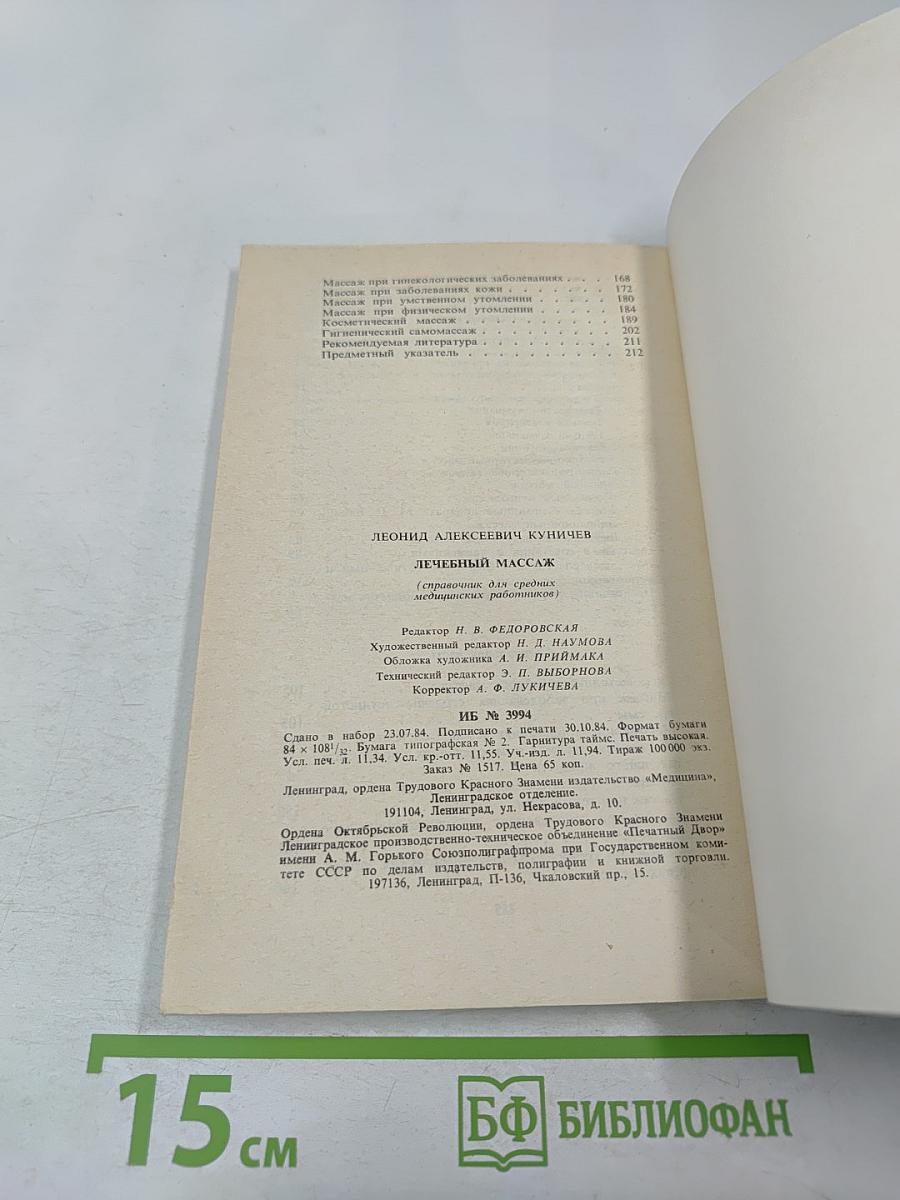 Массаж при гинекологических заболеваниях . . . . 168
Массаж при заболеваниях кожи . . . . . . . . 172
Массаж при умственном утомлении . . . . . . 180
Массаж при физическом утомлении . . . . . . 184
Косметический массаж . . . . . . . . . . 189
Гигиенический самомассаж . . . . . . . . . 202
Рекомендуемая литература . . . . . . . . . 211
Предметный указатель . . . . . . . . . . 212
ЛЕОНИД АЛЕКСЕЕВИЧ КУНИЧЕВ
ЛЕЧЕБНЫЙ МАССАЖ
(справочник для средних
медицинских работников)
Редактор Н. В. ФЕДОРОВСКАЯ
Художественный редактор Н. Д. НАУМОВА
Обложка художника А. И. ПРИЙМАКА
Технический редактор Э. П. ВЫБОРНОВА
Корректор А. Ф. ЛУКИЧЕВА
ИБ № 3994
Сдано в набор 23.07.84. Подписано к печати 30.10.84. Формат бумаги
84 × 108¹/₃₂. Бумага типографская № 2. Гарнитура таймс. Печать высокая.
Усл. печ. л. 11,34. Усл. кр.-отт. 11,55. Уч.-изд. л. 11,94. Тираж 100 000 экз.
Заказ № 1517. Цена 65 коп.
Ленинград, ордена Трудового Красного Знамени издательство «Медицина»,
Ленинградское отделение.
191104, Ленинград, ул. Некрасова, д. 10.
Ордена Октябрьской Революции, ордена Трудового Красного Знамени
Ленинградское производственно-техническое объединение «Печатный Двор»
имени А. М. Горького Союзполиграфпрома при Государственном коми-
тете СССР по делам издательств, полиграфии и книжной торговли.
197136, Ленинград, П-136, Чкаловский пр., 15.
15 см
БФ БИБЛИОФАН